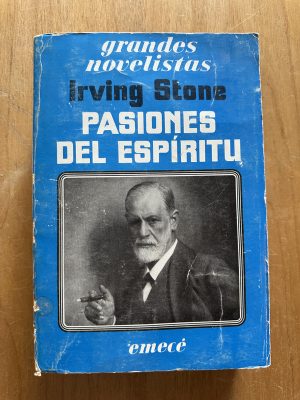 grandes
novelistas
Irving Stone
PASIONES
DEL ESPÍRITU
emecé